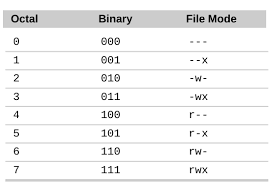 Octal Binary File Mode
0 000 ---
1 001 --x
2 010 -w-
3 011 -wx
4 100 r--
5 101 r-x
6 110 rw-
7 111 rwx